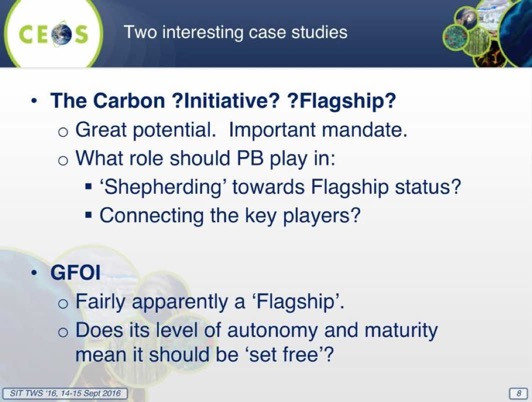 CEOS
Two interesting case studies
• The Carbon ?Initiative? ?Flagship?
o Great potential. Important mandate.
o What role should PB play in:
▪ ‘Shepherding’ towards Flagship status?
▪ Connecting the key players?
• GFOI
o Fairly apparently a ‘Flagship’.
o Does its level of autonomy and maturity
mean it should be ‘set free’?
SIT TWS '16, 14-15 Sept 2016
8